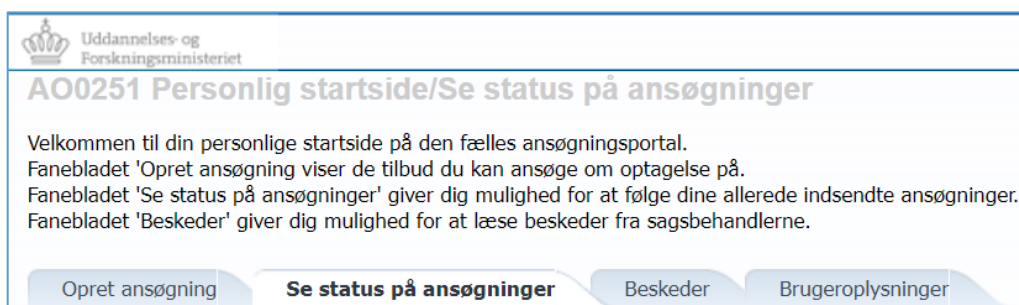 Uddannelses- og
Forskningsministeriet
AO0251 Personlig startside/Se status på ansøgninger
Velkommen til din personlige startside på den fælles ansøgningsportal.
Fanebladet 'Opret ansøgning viser de tilbud du kan ansøge om optagelse på.
Fanebladet 'Se status på ansøgninger' giver dig mulighed for at følge dine allerede indsendte ansøgninger.
Fanebladet 'Beskeder' giver dig mulighed for at læse beskeder fra sagsbehandlerne.
Opret ansøgning Se status på ansøgninger Beskeder Brugeroplysninger